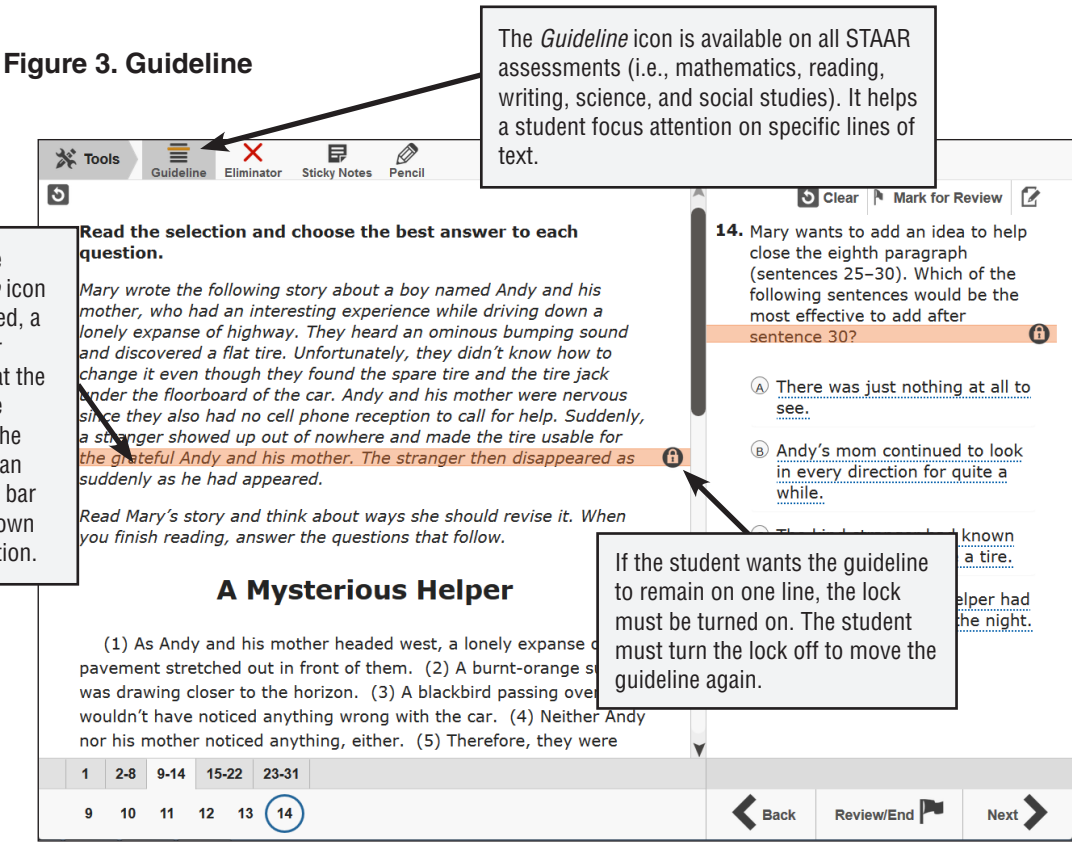 Figure 3. Guideline
The Guideline icon is available on all STAAR
assessments (i.e., mathematics, reading,
writing, science, and social studies). It helps
a student focus attention on specific lines of
text.
Tools
Guideline
Eliminator
Sticky Notes
Pencil
Clear
Mark for Review
icon
a
at the
an
bar
Read the selection and choose the best answer to each
question.
Mary wrote the following story about a boy named Andy and his
mother, who had an interesting experience while driving down a
lonely expanse of highway. They heard an ominous bumping sound
and discovered a flat tire. Unfortunately, they didn't know how to
change it even though they found the spare tire and the tire jack
under the floorboard of the car. Andy and his mother were nervous
since they also had no cell phone reception to call for help. Suddenly,
a stranger showed up out of nowhere and made the tire usable for
the grateful Andy and his mother. The stranger then disappeared as
suddenly as he had appeared.
Read Mary's story and think about ways she should revise it. When
you finish reading, answer the questions that follow.
A Mysterious Helper
(1) As Andy and his mother headed west, a lonely expanse
pavement stretched out in front of them. (2) A burnt-orange
was drawing closer to the horizon. (3) A blackbird passing
wouldn't have noticed anything wrong with the car. (4) Neither Andy
nor his mother noticed anything, either. (5) Therefore, they were
14. Mary wants to add an idea to help
close the eighth paragraph
(sentences 25–30). Which of the
following sentences would be the
most effective to add after
sentence 30?
A There was just nothing at all to
see.
B Andy's mom continued to look
in every direction for quite a
while.
known
a tire.
had
the night.
If the student wants the guideline
to remain on one line, the lock
must be turned on. The student
must turn the lock off to move the
guideline again.
1 2-8 9-14 15-22 23-31
9 10 11 12 13 14
Back
Review/End
Next